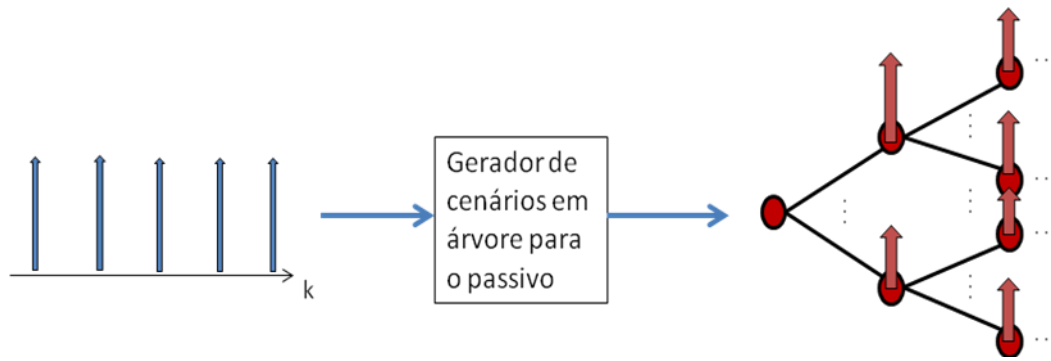 k
Gerador de
cenários em
árvore para
o passivo